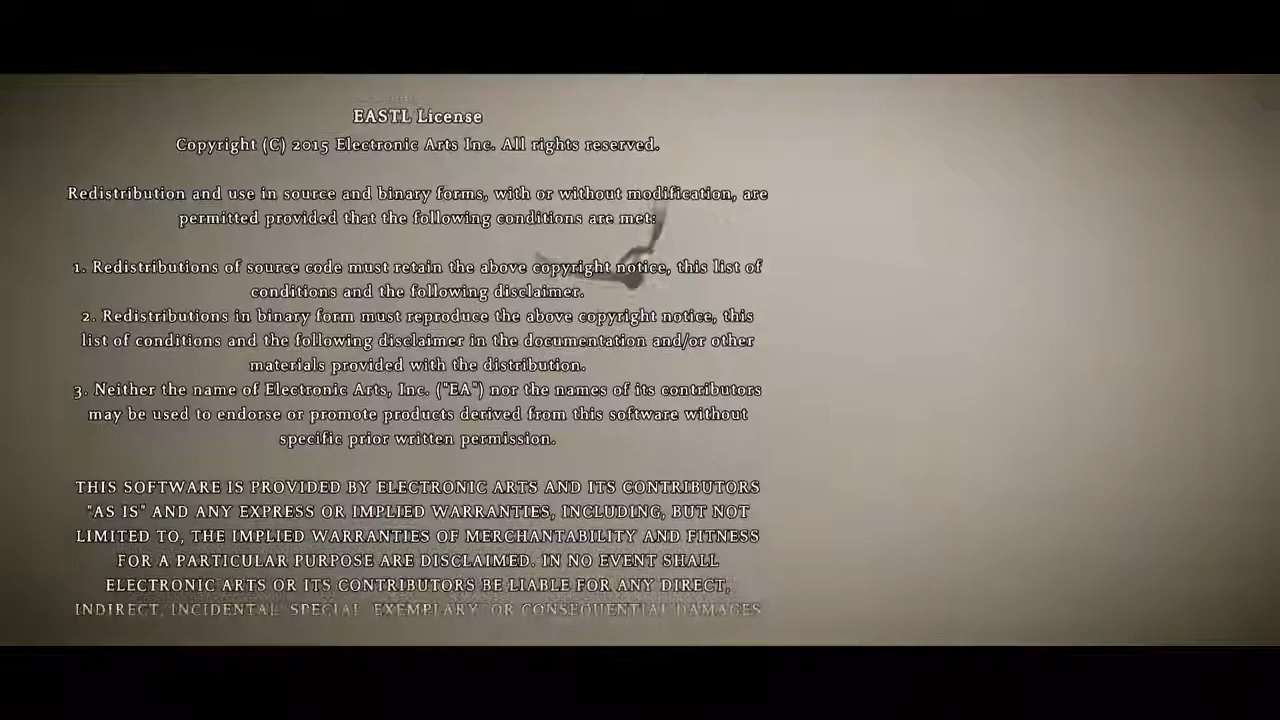 EASTL License
Copyright (C) 2015 Electronic Arts Inc. All rights reserved.
Redistribution and use in source and binary forms, with or without modification, are
permitted provided that the following conditions are met:
1. Redistributions of source code must retain the above copyright notice, this list of
conditions and the following disclaimer.
2. Redistributions in binary form must reproduce the above copyright notice, this
list of conditions and the following disclaimer in the documentation and/or other
materials provided with the distribution.
3. Neither the name of Electronic Arts, Inc. ("EA") nor the names of its contributors
may be used to endorse or promote products derived from this software without
specific prior written permission.
THIS SOFTWARE IS PROVIDED BY ELECTRONIC ARTS AND ITS CONTRIBUTORS
"AS IS" AND ANY EXPRESS OR IMPLIED WARRANTIES, INCLUDING, BUT NOT
LIMITED TO, THE IMPLIED WARRANTIES OF MERCHANTABILITY AND FITNESS
FOR A PARTICULAR PURPOSE ARE DISCLAIMED. IN NO EVENT SHALL
ELECTRONIC ARTS OR ITS CONTRIBUTORS BE LIABLE FOR ANY DIRECT,
INDIRECT, INCIDENTAL, SPECIAL, EXEMPLARY, OR CONSEQUENTIAL DAMAGES